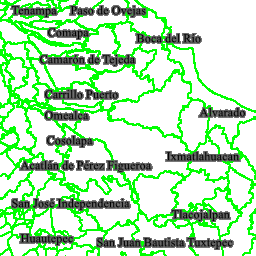 Tenampa
Paso de Ovejas
Comapa
Boca del Río
Camarón de Tejeda
Carrillo Puerto
Omealca
Alvarado
Cosolapa
Ixmatlahuacan
Acatlán de Pérez Figueroa
San José Independencia
Tlacojalpan
Huautepec
San Juan Bautista Tuxtepec